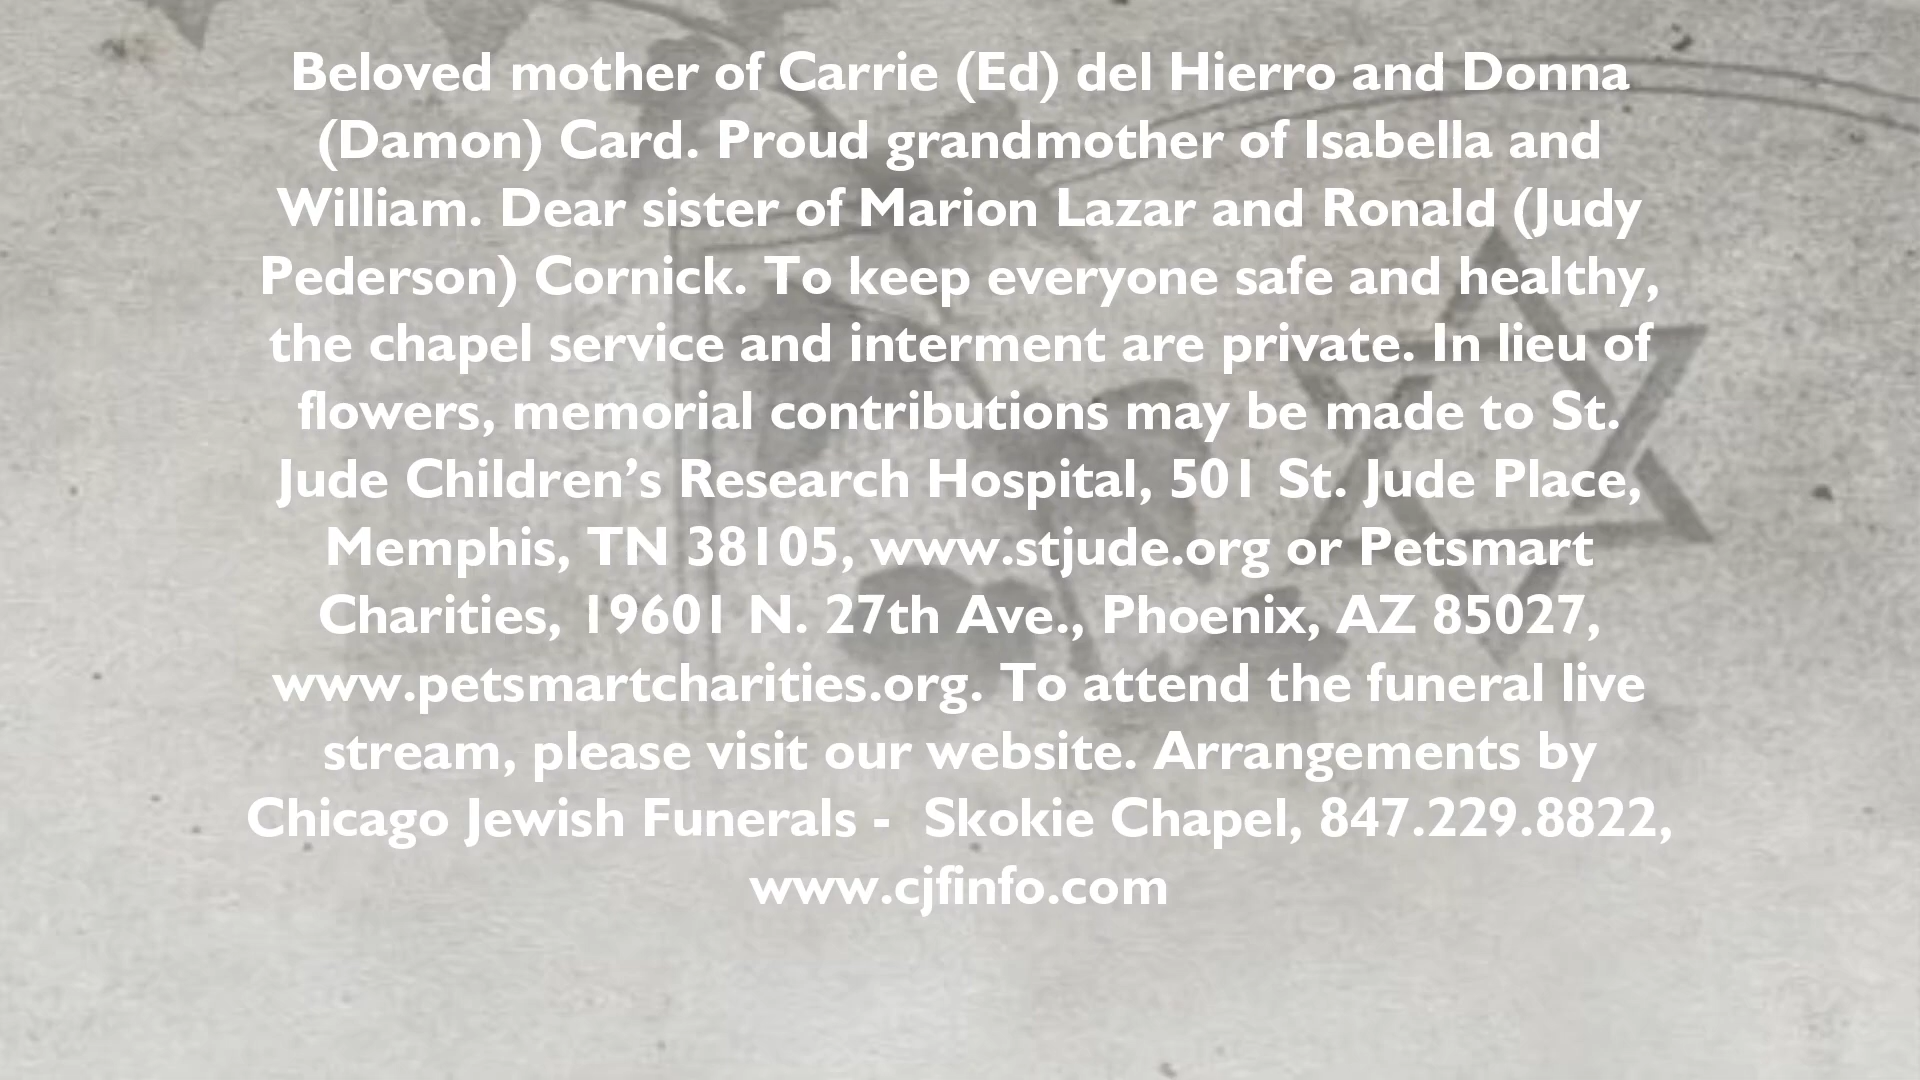 Beloved mother of Carrie (Ed) del Hierro and Donna
(Damon) Card. Proud grandmother of Isabella and
William. Dear sister of Marion Lazar and Ronald (Judy
Pederson) Cornick. To keep everyone safe and healthy,
the chapel service and interment are private. In lieu of
flowers, memorial contributions may be made to St.
Jude Children’s Research Hospital, 501 St. Jude Place,
Memphis, TN 38105, www.stjude.org or Petsmart
Charities, 19601 N. 27th Ave., Phoenix, AZ 85027,
www.petsmartcharities.org. To attend the funeral live
stream, please visit our website. Arrangements by
Chicago Jewish Funerals -  Skokie Chapel, 847.229.8822,
www.cjfinfo.com